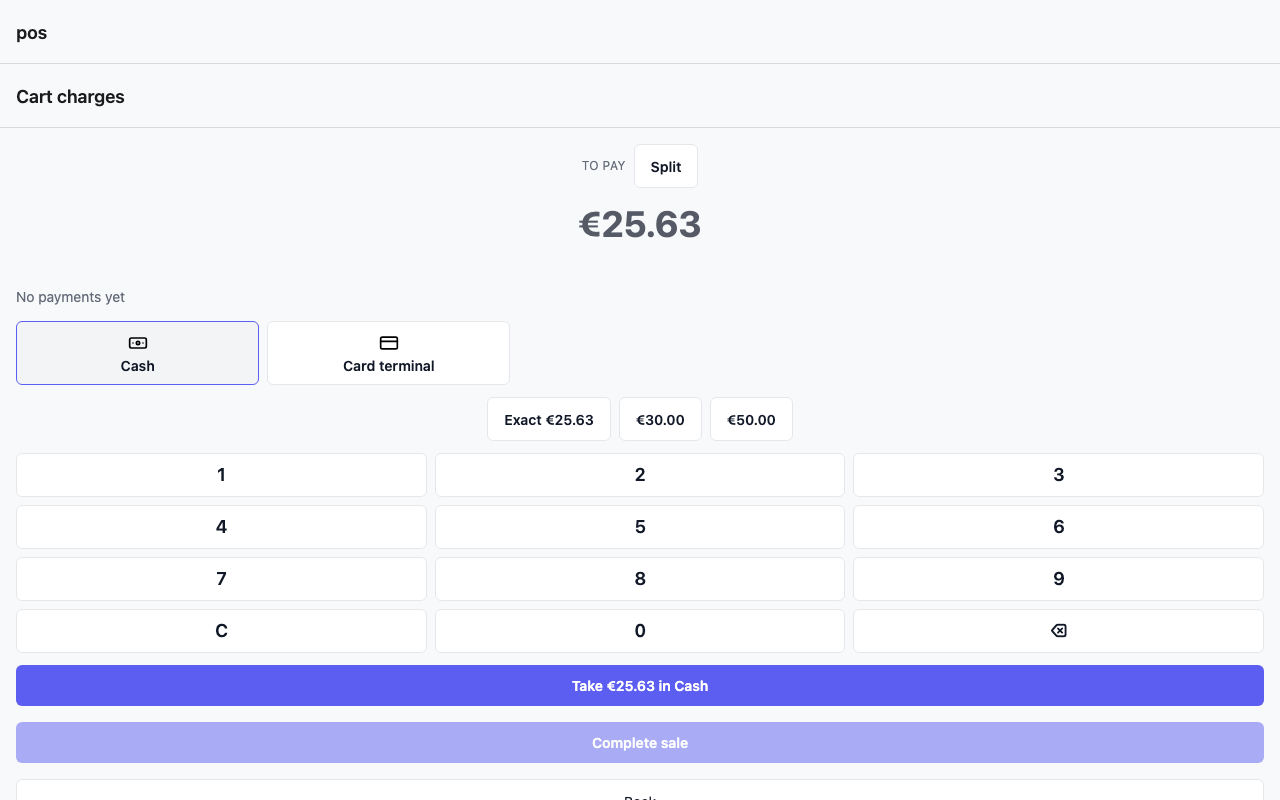 pos
Cart charges
TO PAY Split
€25.63
No payments yet
Cash Card terminal
Exact €25.63 €30.00 €50.00
1 2 3
4 5 6
7 8 9
C 0
Take €25.63 in Cash
Complete sale
Back